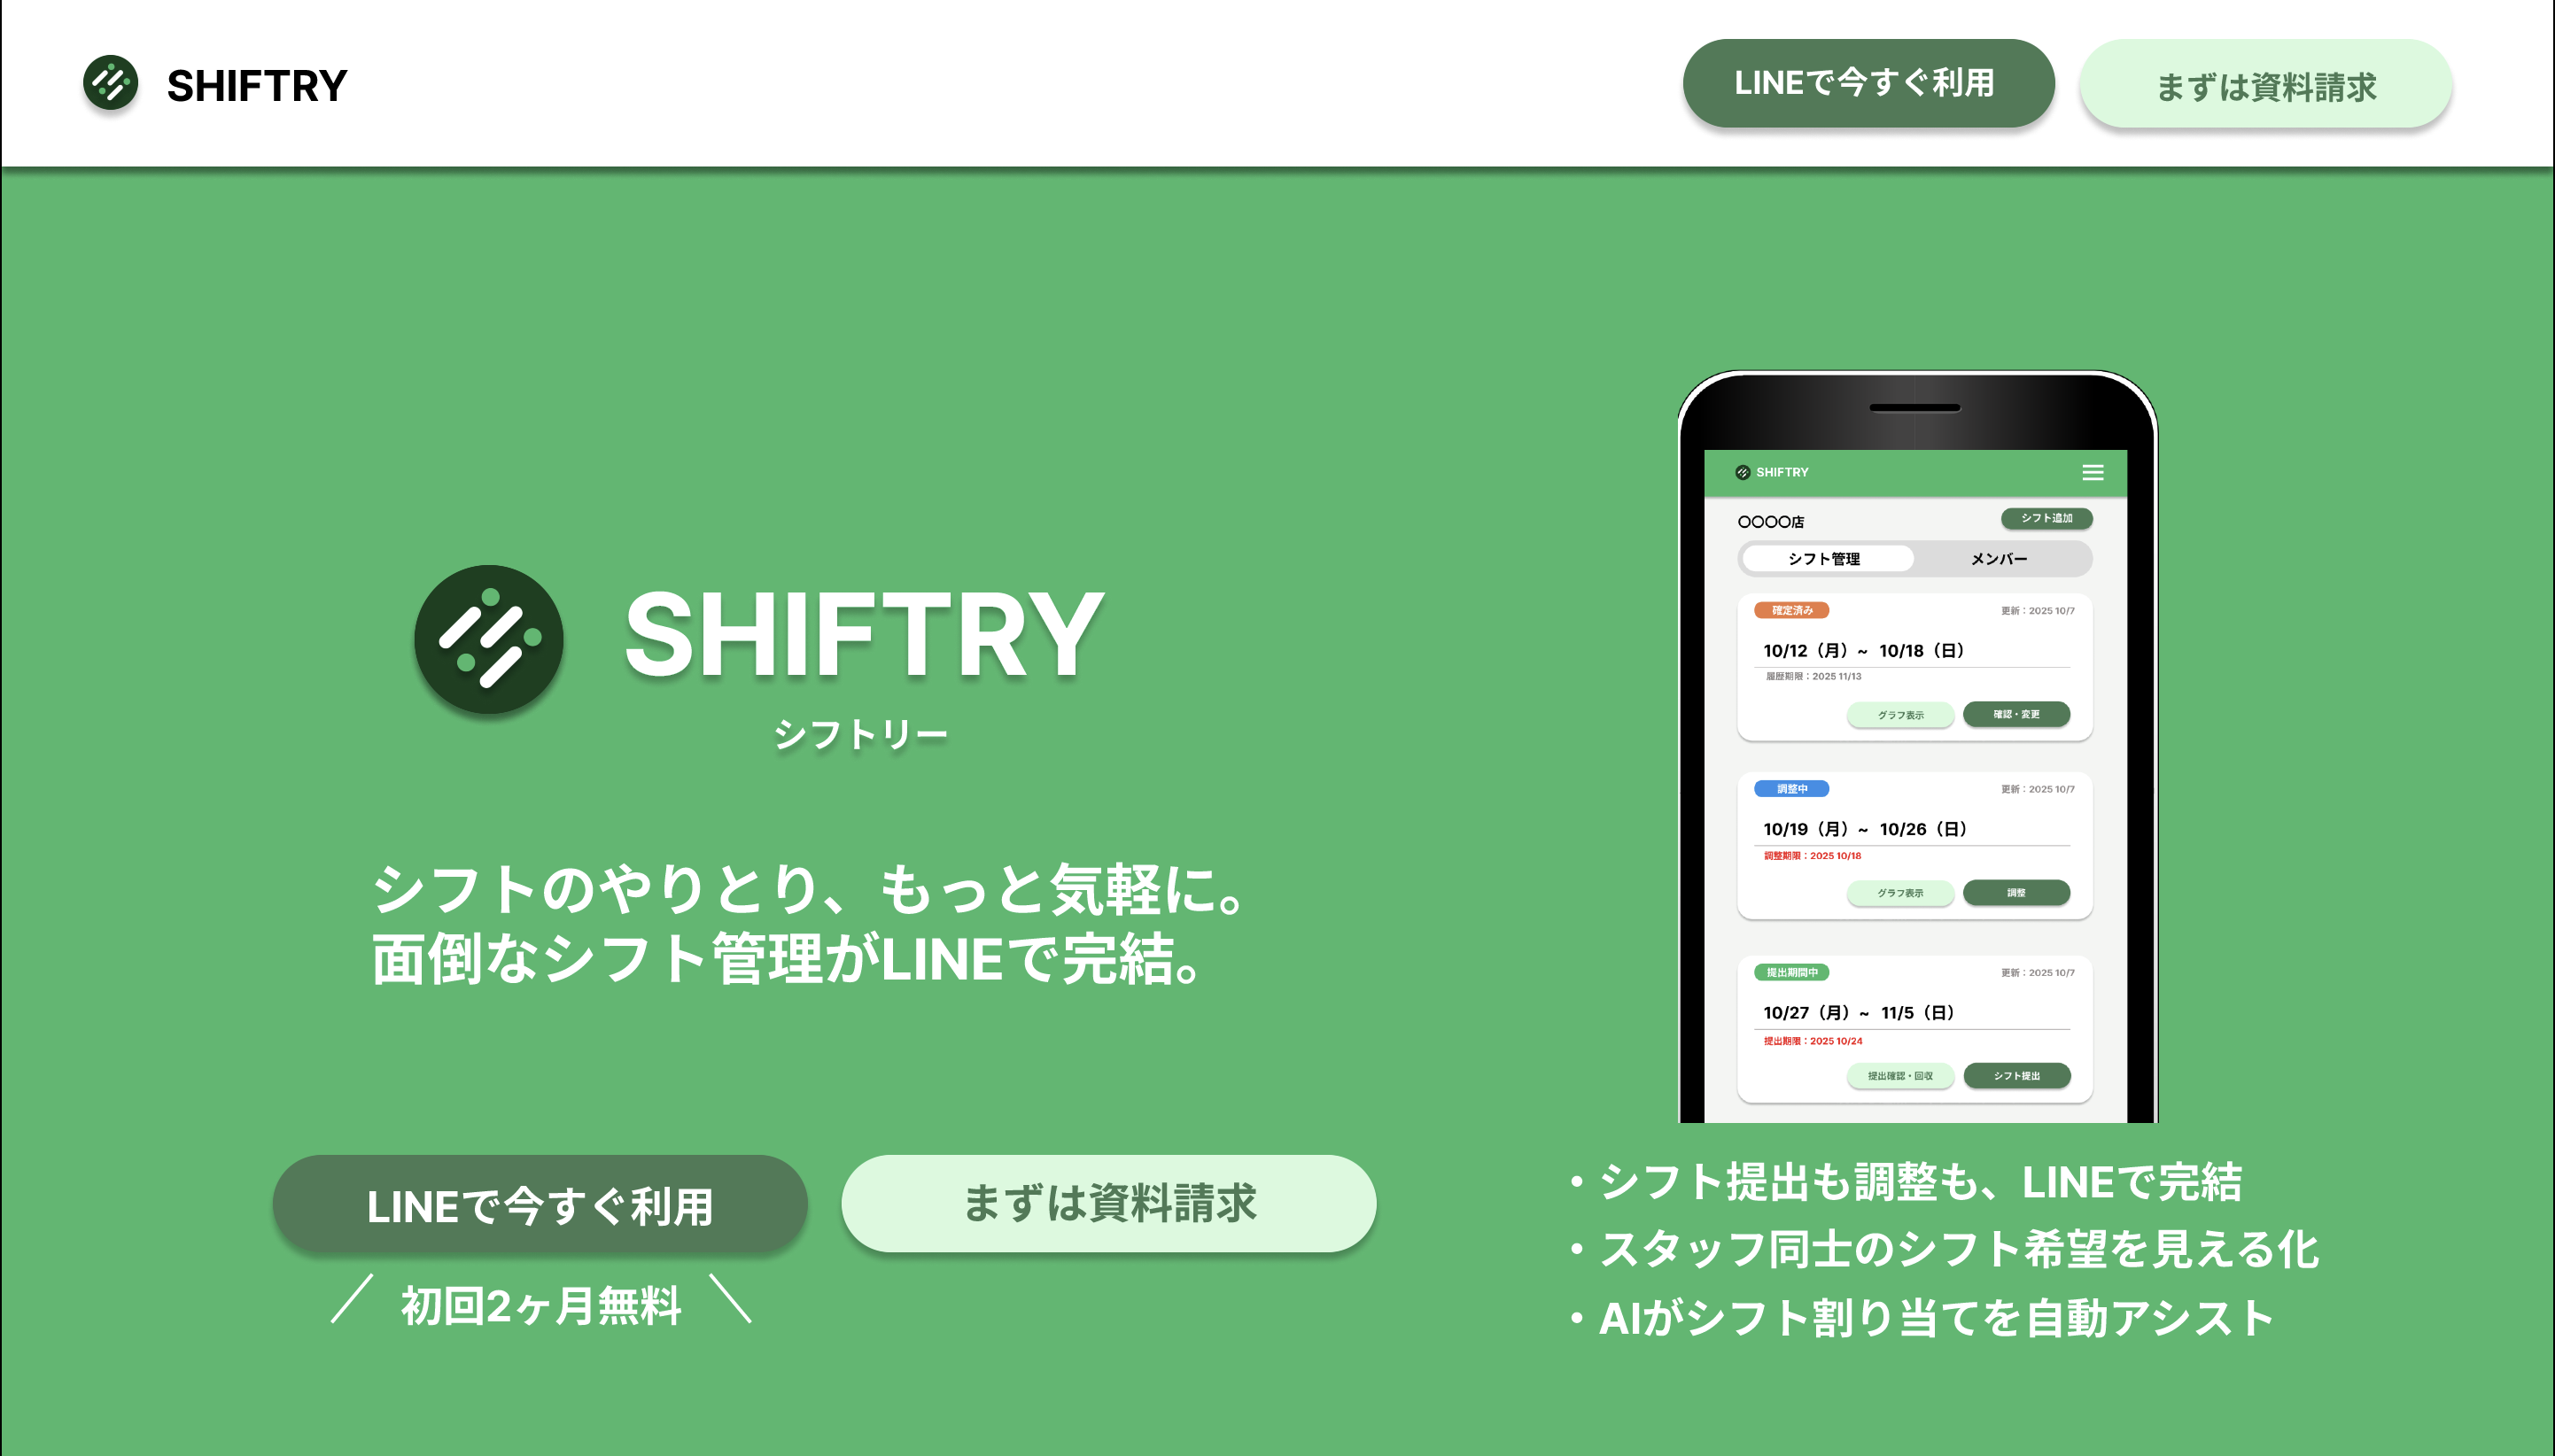 SHIFTRY
LINEで今すぐ利用
まずは資料請求
SHIFTRY
シフトリー
シフトのやりとり、もっと気軽に。
面倒なシフト管理がLINEで完結。
LINEで今すぐ利用
まずは資料請求
初回2ヶ月無料
SHIFTRY
〇〇〇〇店
シフト追加
シフト管理
メンバー
確定済み
更新：2025 10/7
10/12（月）~ 10/18（日）
履歴期限：2025 11/13
グラフ表示
確認・変更
調整中
更新：2025 10/7
10/19（月）~ 10/26（日）
調整期限：2025 10/18
グラフ表示
調整
提出期間中
更新：2025 10/7
10/27（月）~ 11/5（日）
提出期限：2025 10/24
提出確認・回収
シフト提出
・シフト提出も調整も、LINEで完結
・スタッフ同士のシフト希望を見える化
・AIがシフト割り当てを自動アシスト